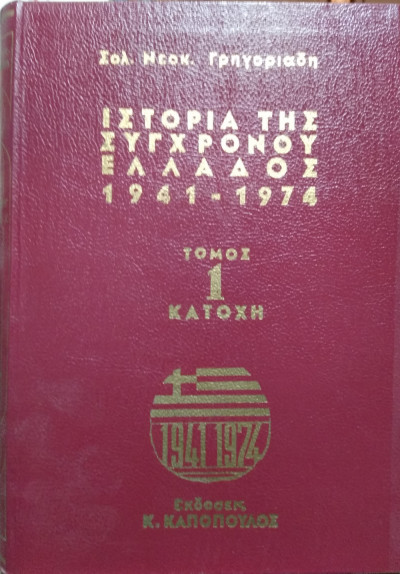 Σολ. Νεοκ. Γρηγοριάδη
ΙΣΤΟΡΙΑ ΤΗΣ
ΣΥΓΧΡΟΝΟΥ
ΕΛΛΑΔΟΣ
1941-1974
ΤΟΜΟΣ
1
ΚΑΤΟΧΗ
1941 1974
Εκδόσεις
Κ. ΚΑΠΟΠΟΥΛΟΣ